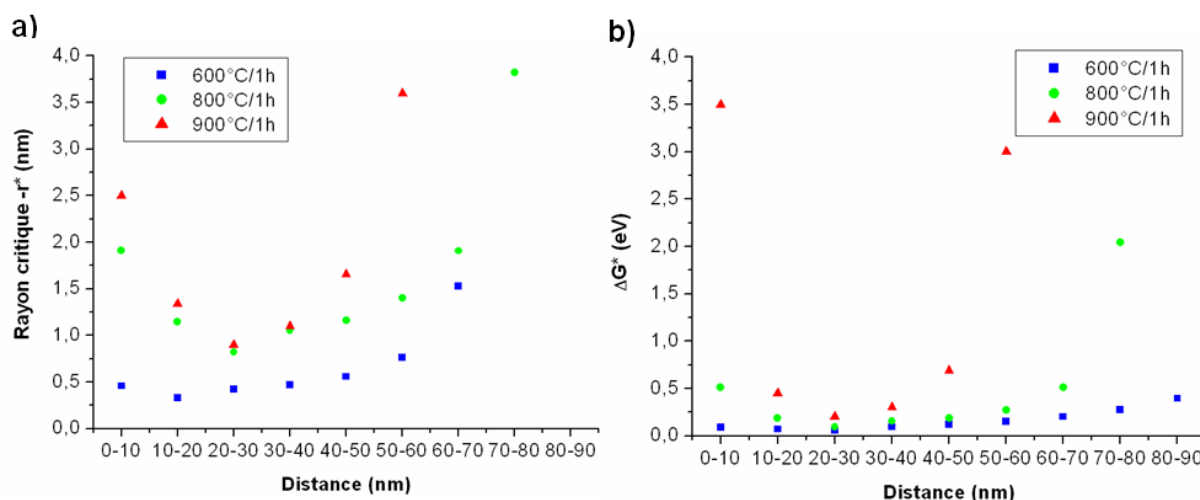 a)
4,0
3,5
3,0
2,5
2,0
1,5
1,0
0,5
0,0
Rayon critique -r* (nm)
600°C/1h
800°C/1h
900°C/1h
0-10 10-20 20-30 30-40 40-50 50-60 60-70 70-80 80-90
Distance (nm)
b)
4,0
3,5
3,0
2,5
2,0
1,5
1,0
0,5
0,0
ΔG* (eV)
600°C/1h
800°C/1h
900°C/1h
0-10 10-20 20-30 30-40 40-50 50-60 60-70 70-80 80-90
Distance (nm)